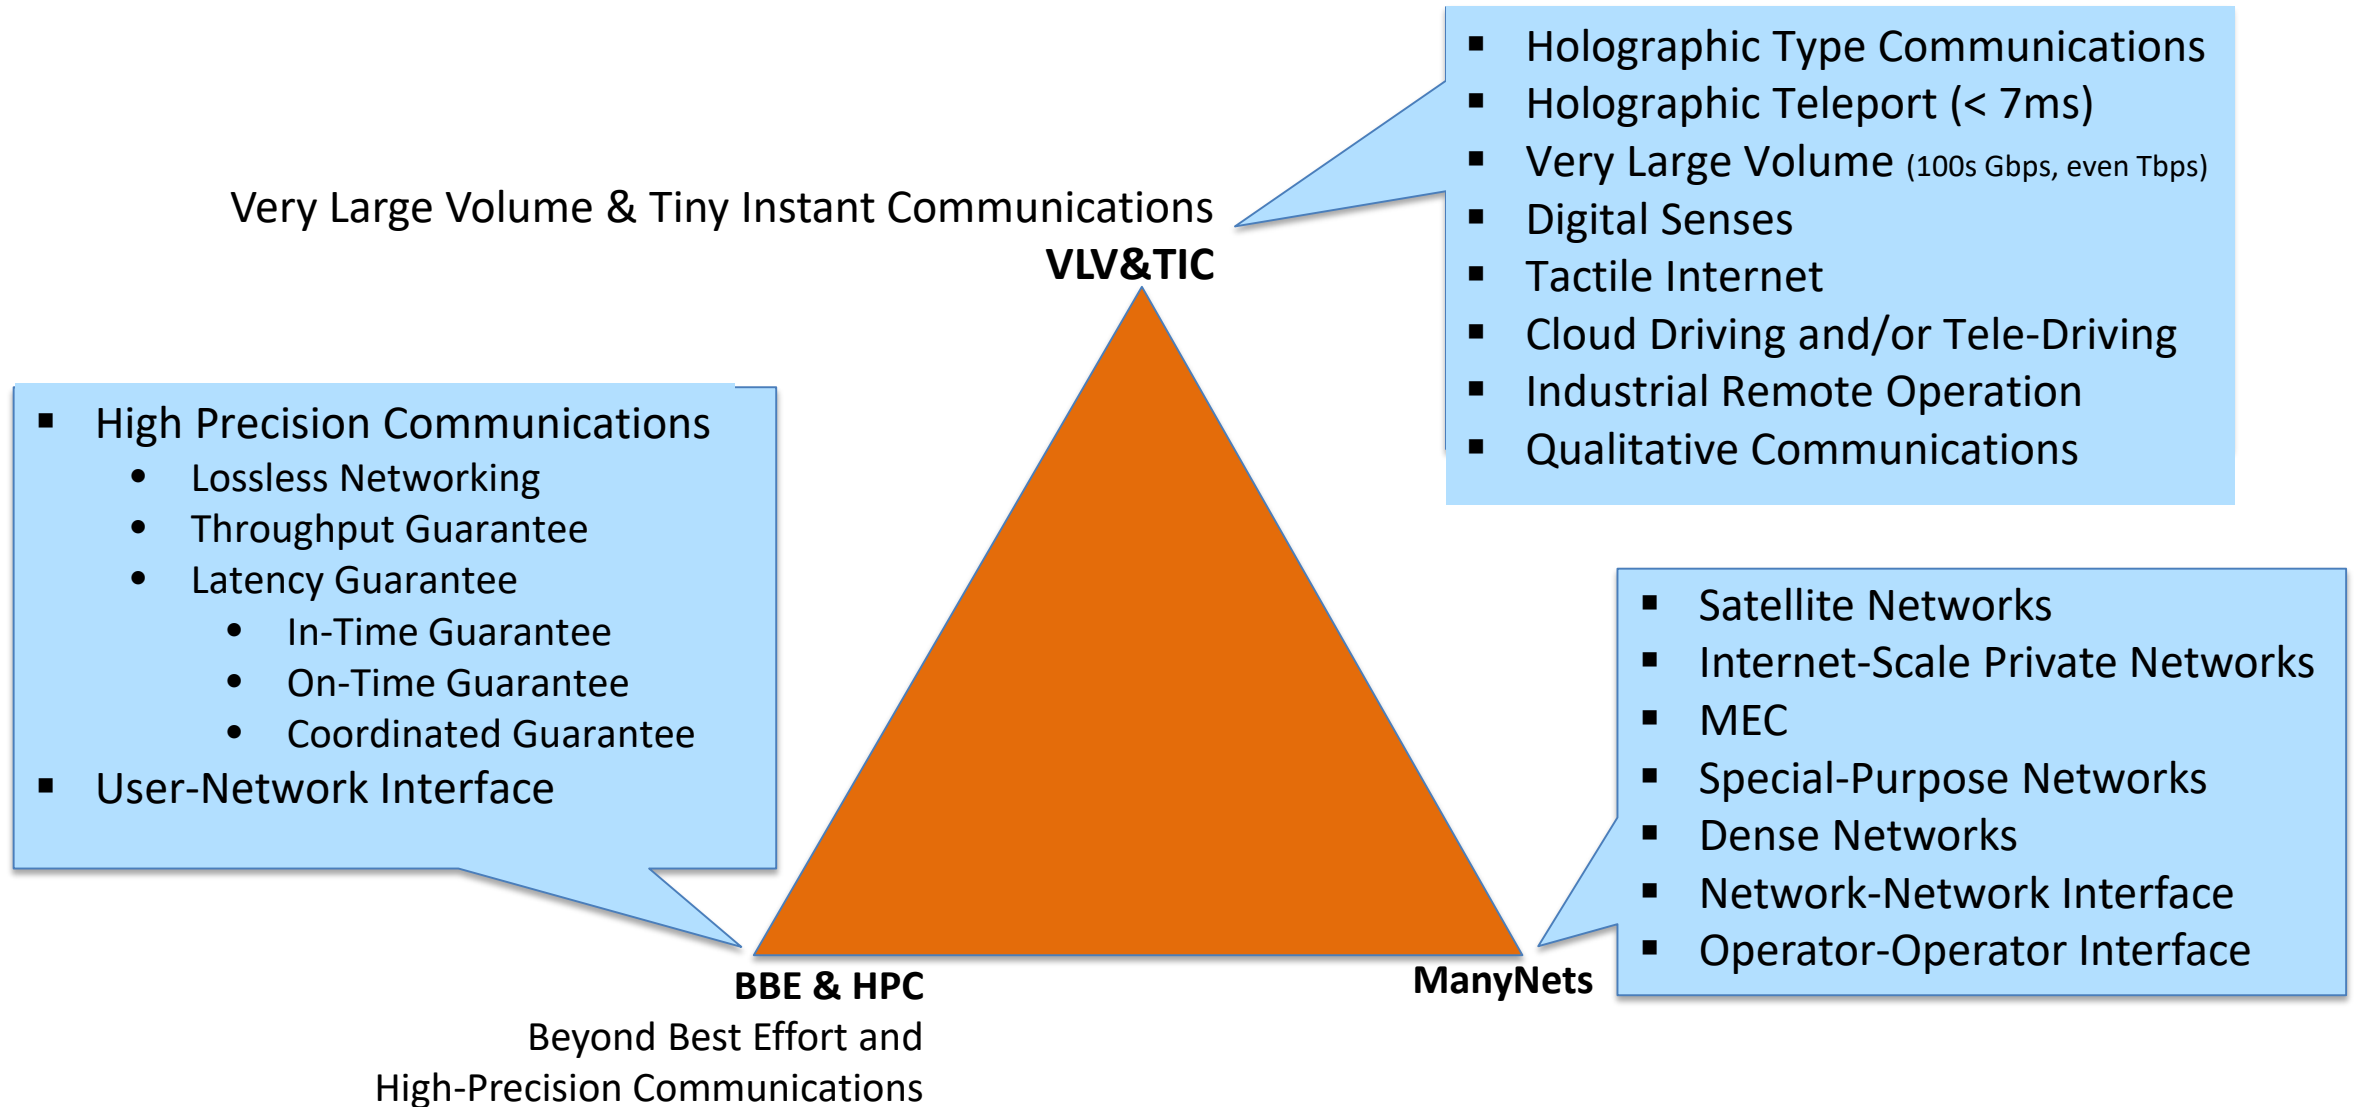 Very Large Volume & Tiny Instant Communications
VLV&TIC
▪ Holographic Type Communications
▪ Holographic Teleport (< 7ms)
▪ Very Large Volume (100s Gbps, even Tbps)
▪ Digital Senses
▪ Tactile Internet
▪ Cloud Driving and/or Tele-Driving
▪ Industrial Remote Operation
▪ Qualitative Communications
▪ High Precision Communications
• Lossless Networking
• Throughput Guarantee
• Latency Guarantee
• In-Time Guarantee
• On-Time Guarantee
• Coordinated Guarantee
▪ User-Network Interface
BBE & HPC
Beyond Best Effort and
High-Precision Communications
▪ Satellite Networks
▪ Internet-Scale Private Networks
▪ MEC
▪ Special-Purpose Networks
▪ Dense Networks
▪ Network-Network Interface
▪ Operator-Operator Interface
ManyNets